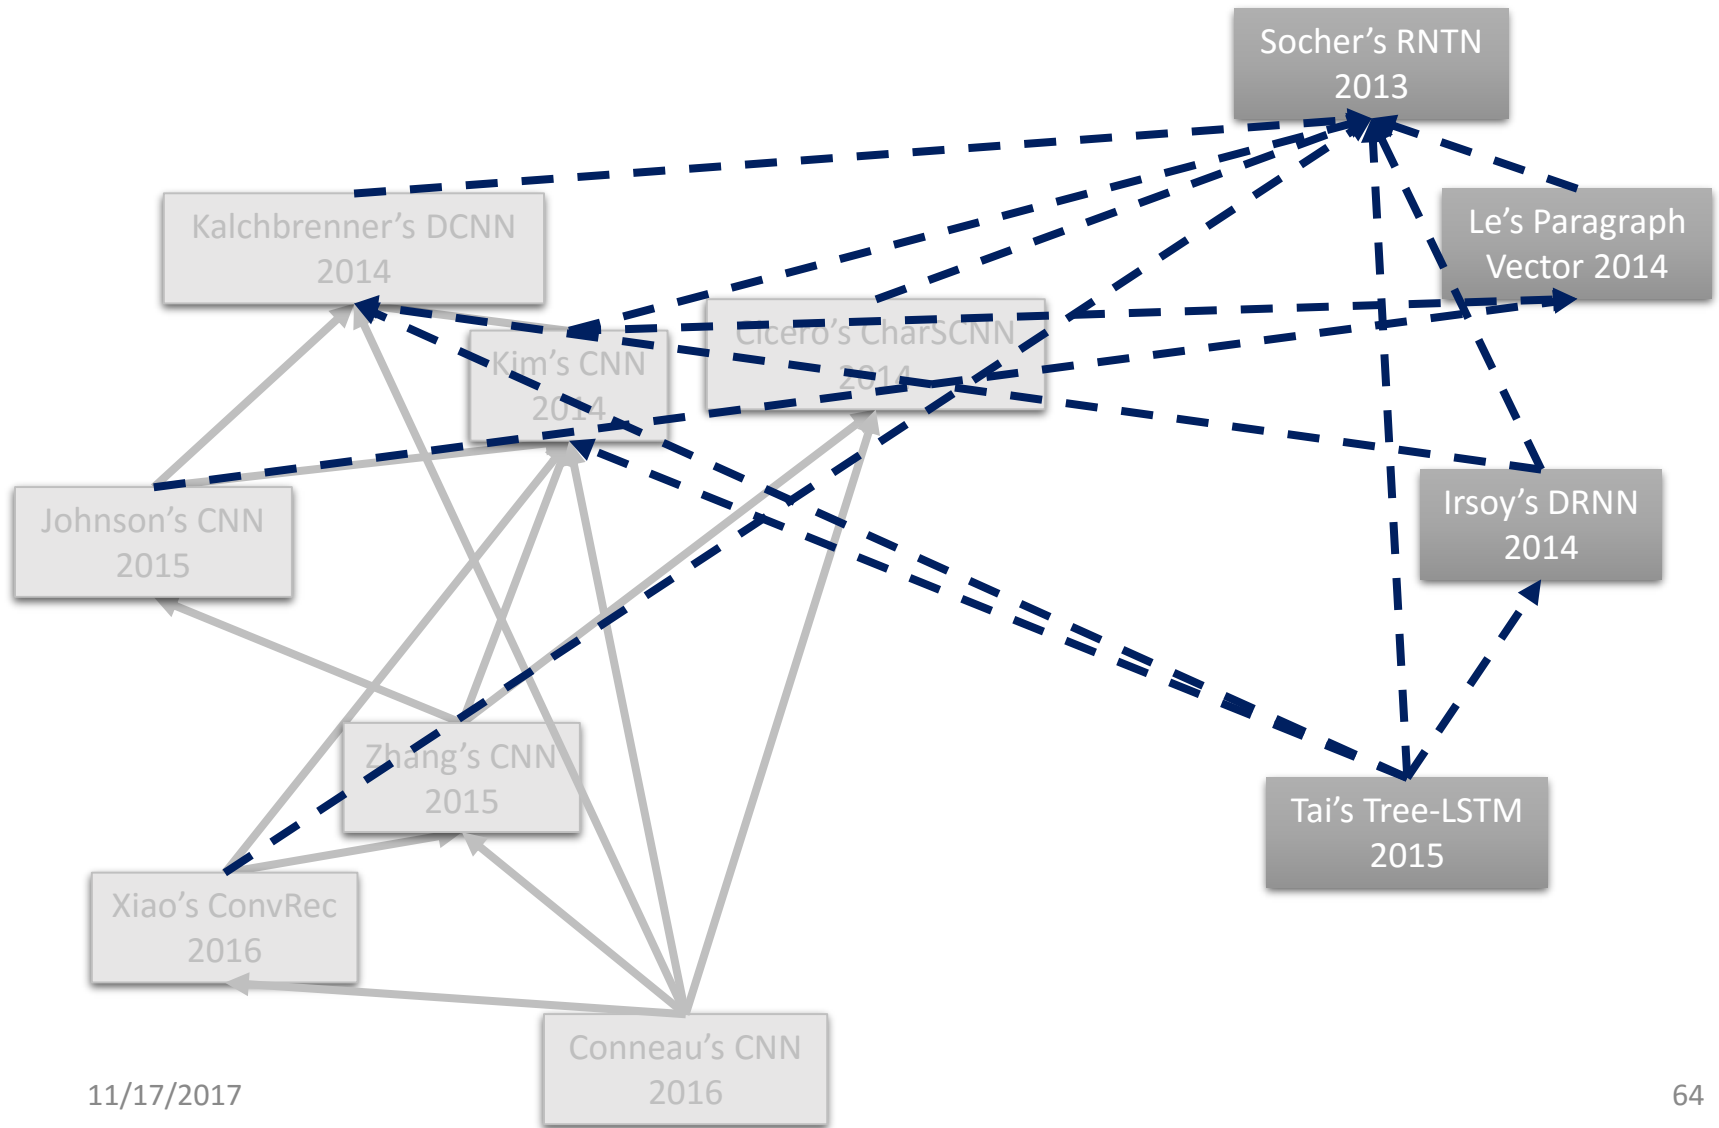 Socher’s RNTN
2013
Kalchbrenner’s DCNN
2014
Le’s Paragraph
Vector 2014
Kim’s CNN
2014
Cicero’s CharSCNN
2014
Johnson’s CNN
2015
Irsoy’s DRNN
2014
Zhang’s CNN
2015
Tai’s Tree-LSTM
2015
Xiao’s ConvRec
2016
Conneau’s CNN
2016
11/17/2017
64